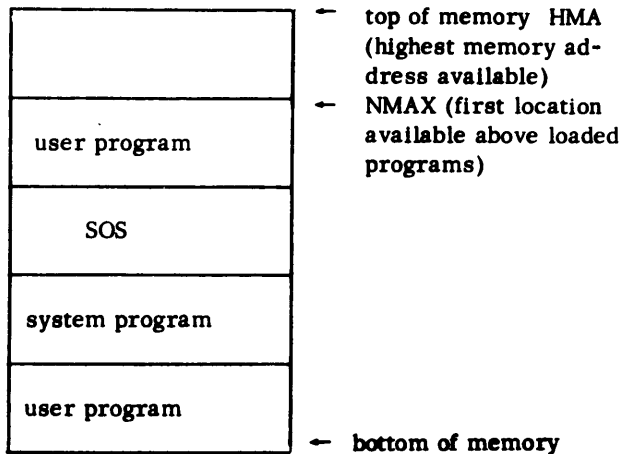 ← top of memory HMA
(highest memory ad-
dress available)
← NMAX (first location
available above loaded
programs)
user program
SOS
system program
user program
← bottom of memory